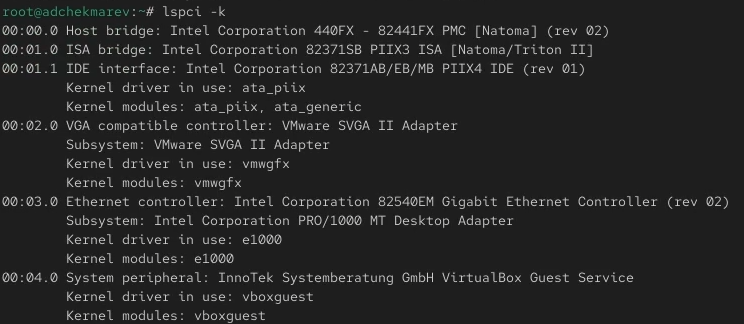 root@adchekmarev:~# lspci -k
00:00.0 Host bridge: Intel Corporation 440FX - 82441FX PMC [Natoma] (rev 02)
00:01.0 ISA bridge: Intel Corporation 82371SB PIIX3 ISA [Natoma/Triton II]
00:01.1 IDE interface: Intel Corporation 82371AB/EB/MB PIIX4 IDE (rev 01)
        Kernel driver in use: ata_piix
        Kernel modules: ata_piix, ata_generic
00:02.0 VGA compatible controller: VMware SVGA II Adapter
        Subsystem: VMware SVGA II Adapter
        Kernel driver in use: vmwgfx
        Kernel modules: vmwgfx
00:03.0 Ethernet controller: Intel Corporation 82540EM Gigabit Ethernet Controller (rev 02)
        Subsystem: Intel Corporation PRO/1000 MT Desktop Adapter
        Kernel driver in use: e1000
        Kernel modules: e1000
00:04.0 System peripheral: InnoTek Systemberatung GmbH VirtualBox Guest Service
        Kernel driver in use: vboxguest
        Kernel modules: vboxguest